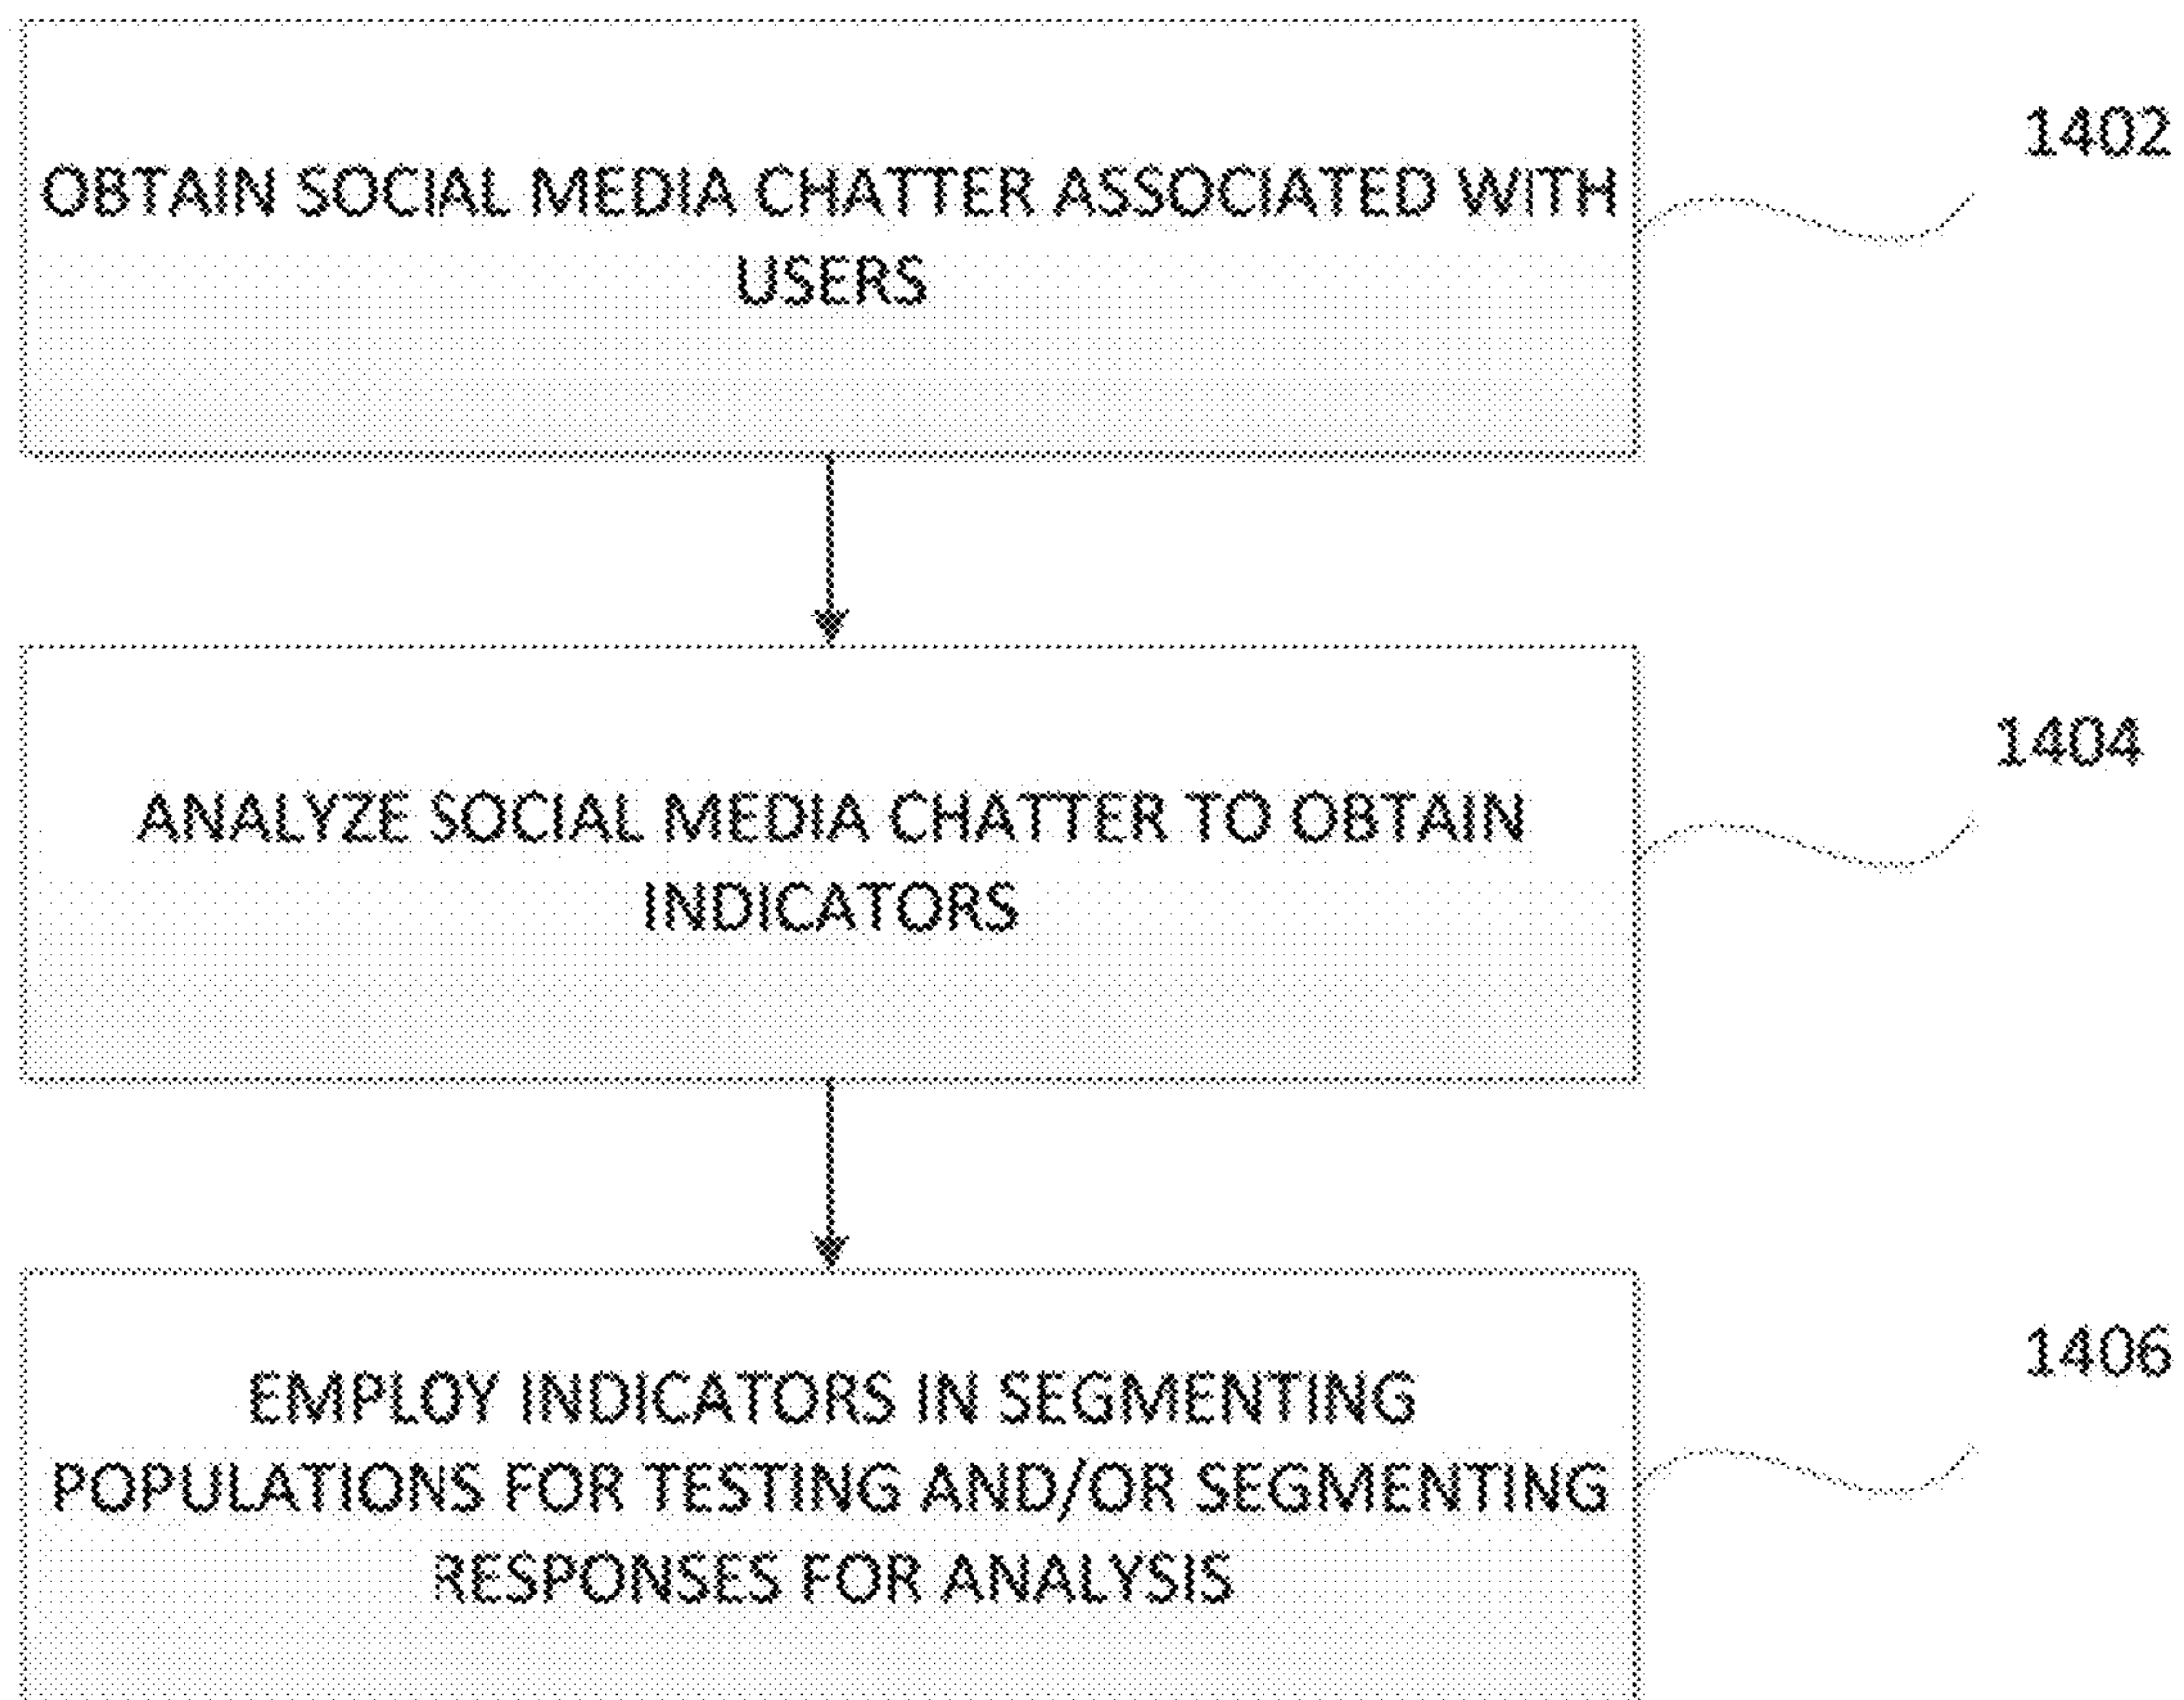 1402
OBTAIN SOCIAL MEDIA CHATTER ASSOCIATED WITH
USERS
1404
ANALYZE SOCIAL MEDIA CHATTER TO OBTAIN
INDICATORS
1406
EMPLOY INDICATORS IN SEGMENTING
POPULATIONS FOR TESTING AND/OR SEGMENTING
RESPONSES FOR ANALYSIS